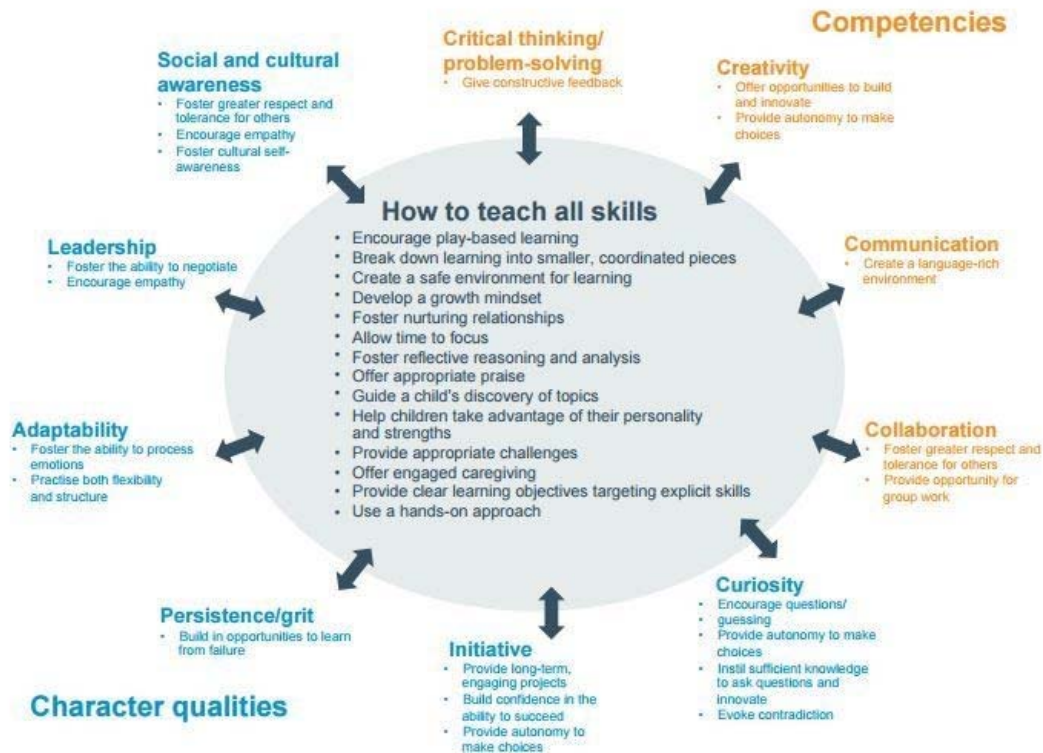 Competencies
Critical thinking/
problem-solving
• Give constructive feedback
Social and cultural
awareness
• Foster greater respect and
tolerance for others
• Encourage empathy
• Foster cultural self-
awareness
Creativity
• Offer opportunities to build
and innovate
• Provide autonomy to make
choices
How to teach all skills
• Encourage play-based learning
• Break down learning into smaller, coordinated pieces
• Create a safe environment for learning
• Develop a growth mindset
• Foster nurturing relationships
• Allow time to focus
• Foster reflective reasoning and analysis
• Offer appropriate praise
• Guide a child's discovery of topics
• Help children take advantage of their personality
and strengths
• Provide appropriate challenges
• Offer engaged caregiving
• Provide clear learning objectives targeting explicit skills
• Use a hands-on approach
Leadership
• Foster the ability to negotiate
• Encourage empathy
Communication
• Create a language-rich
environment
Adaptability
• Foster the ability to process
emotions
• Practise both flexibility
and structure
Collaboration
• Foster greater respect and
tolerance for others
• Provide opportunity for
group work
Persistence/grit
• Build in opportunities to learn
from failure
Initiative
• Provide long-term,
engaging projects
• Build confidence in the
ability to succeed
• Provide autonomy to
make choices
Curiosity
• Encourage questions/
• guessing
• Provide autonomy to make
choices
• Instil sufficient knowledge
to ask questions and
innovate
• Evoke contradiction
Character qualities